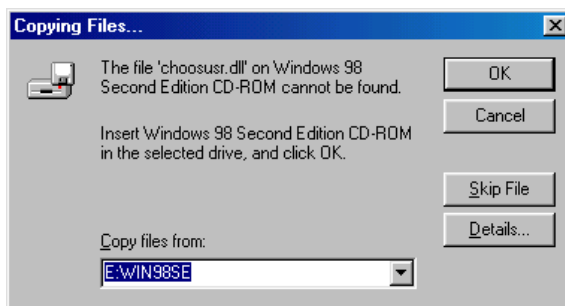 Copying Files...
The file 'choosusr.dll' on Windows 98
Second Edition CD-ROM cannot be found.
Insert Windows 98 Second Edition CD-ROM
in the selected drive, and click OK.
Copy files from:
E:WIN98SE
OK
Cancel
Skip File
Details...